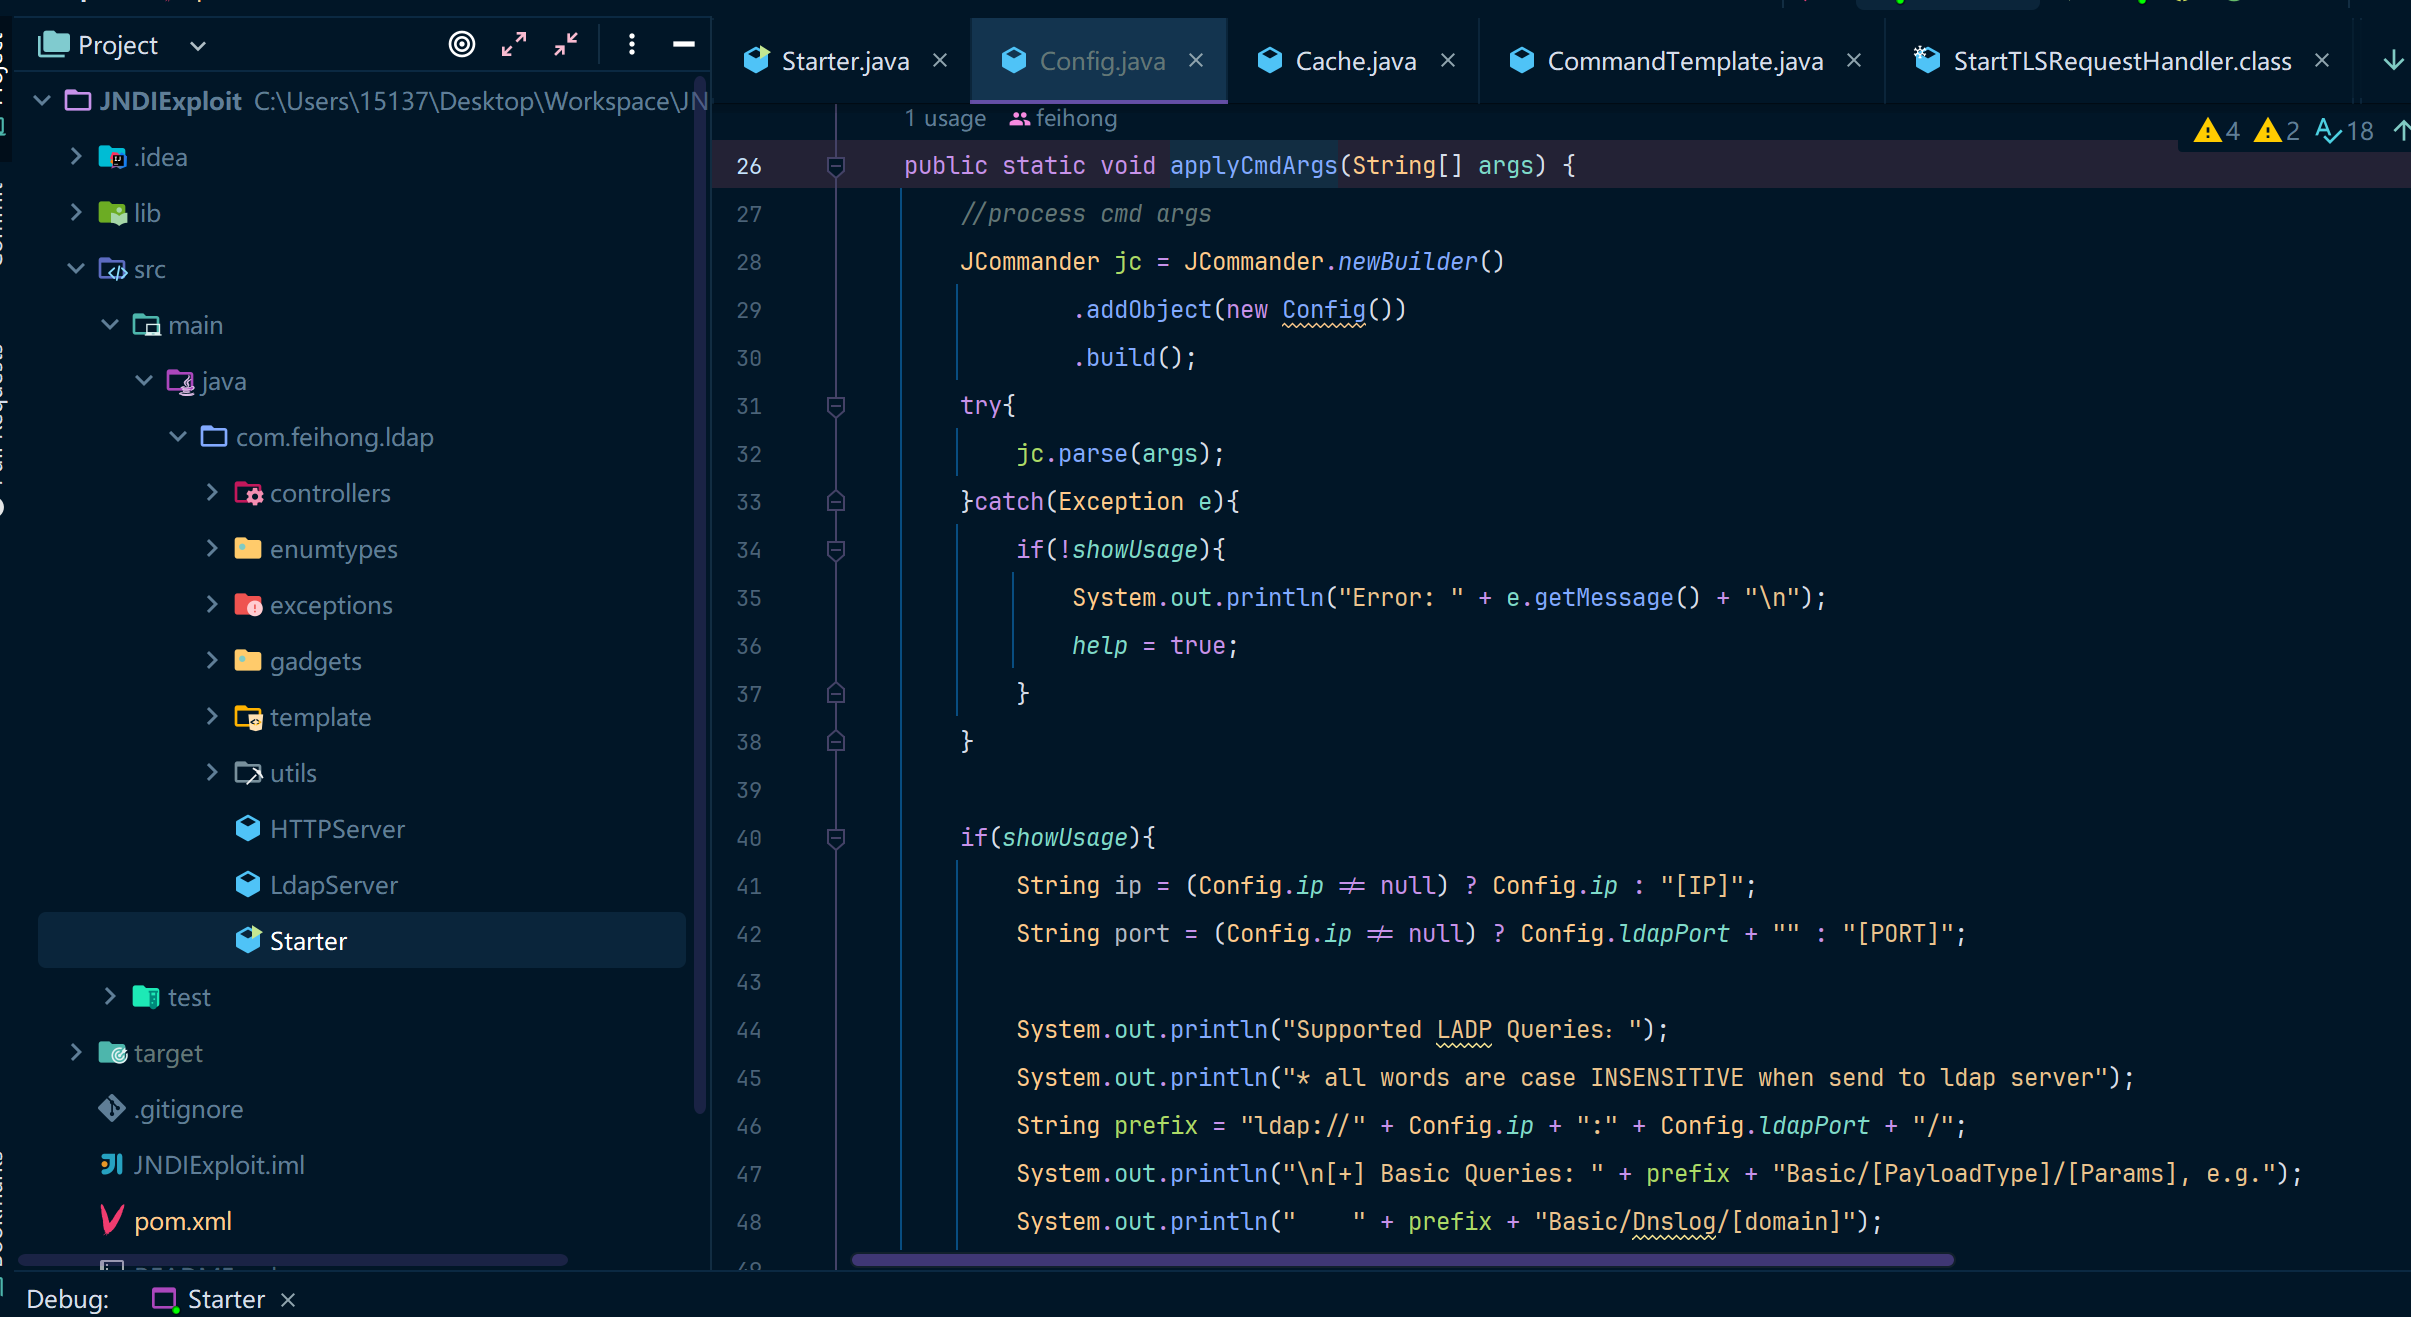 Project
JNDIExploit C:\Users\15137\Desktop\Workspace\JN
.idea
lib
src
main
java
com.feihong.ldap
controllers
enumtypes
exceptions
gadgets
template
utils
HTTPServer
LdapServer
Starter
test
target
.gitignore
JNDIExploit.iml
pom.xml
Starter.java
Config.java
Cache.java
CommandTemplate.java
StartTLSRequestHandler.class
1 usage feihong
4 2 18
26 public static void applyCmdArgs(String[] args) {
27 //process cmd args
28 JCommander jc = JCommander.newBuilder()
29 .addObject(new Config())
30 .build();
31 try{
32 jc.parse(args);
33 }catch(Exception e){
34 if(!showUsage){
35 System.out.println("Error: " + e.getMessage() + "\n");
36 help = true;
37 }
38 }
39
40 if(showUsage){
41 String ip = (Config.ip != null) ? Config.ip : "[IP]";
42 String port = (Config.ip != null) ? Config.ldapPort + "" : "[PORT]";
43
44 System.out.println("Supported LADP Queries：");
45 System.out.println("* all words are case INSENSITIVE when send to ldap server");
46 String prefix = "ldap://" + Config.ip + ":" + Config.ldapPort + "/";
47 System.out.println("\n[+] Basic Queries: " + prefix + "Basic/[PayloadType]/[Params], e.g.");
48 System.out.println("    " + prefix + "Basic/Dnslog/[domain]");
Debug: Starter